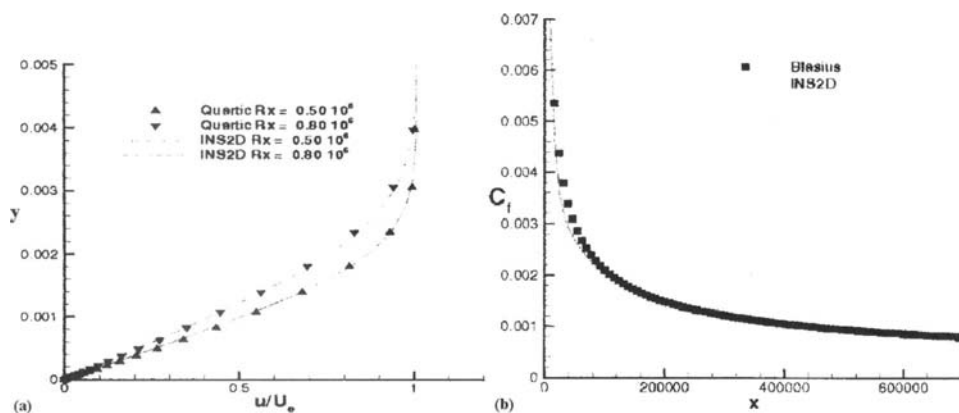 0.005
0.004
0.003
0.002
0.001
0
y
Quartic Rx = 0.50 10⁶
Quartic Rx = 0.80 10⁶
INS2D Rx = 0.50 10⁶
INS2D Rx = 0.80 10⁶
0
0.5
1
u/Uₑ
(a)
0.007
0.006
0.005
0.004
0.003
0.002
0.001
0
C_f
Blasius
INS2D
0
200000
400000
600000
x
(b)